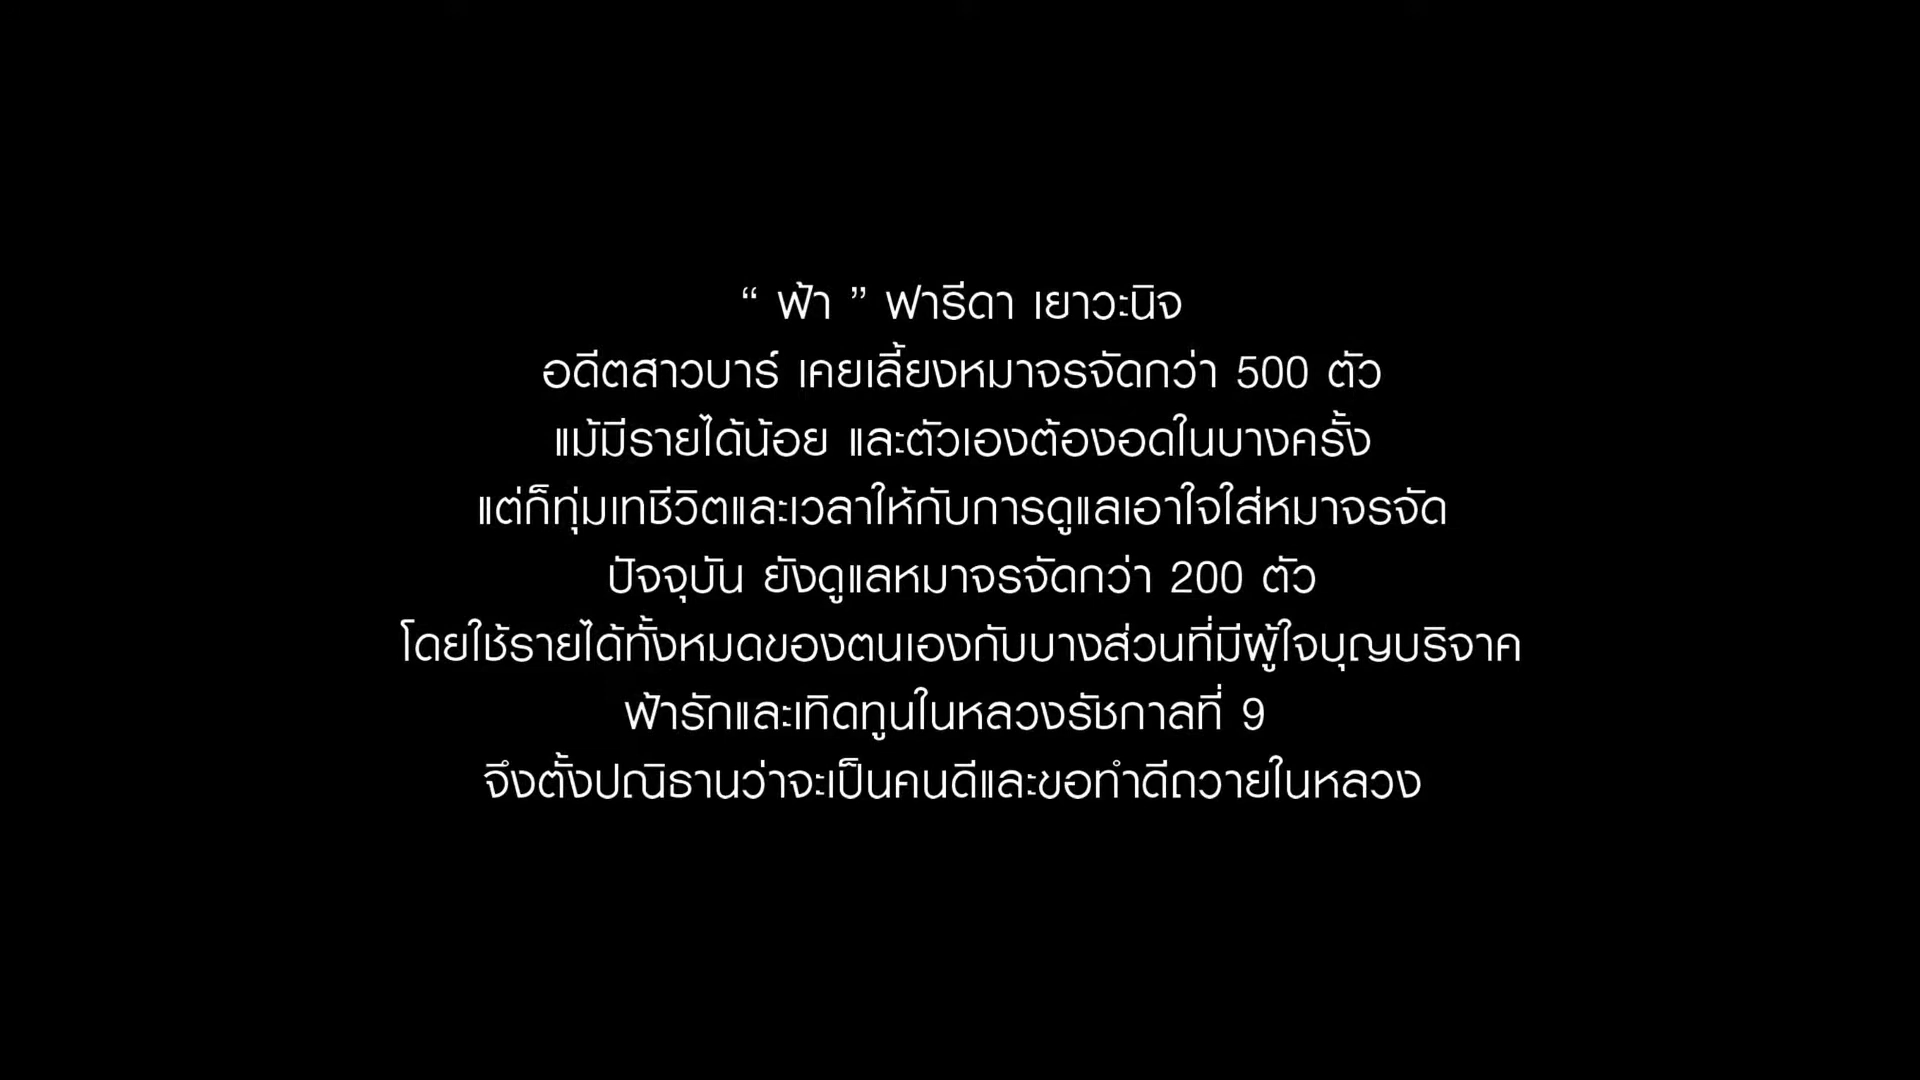 “ ฟ้า ” ฟารีดา เยาวะนิจ
อดีตสาวบาร์ เคยเลี้ยงหมาจรจัดกว่า 500 ตัว
แม้มีรายได้น้อย และตัวเองต้องอดในบางครั้ง
แต่ก็ทุ่มเทชีวิตและเวลาให้กับการดูแลเอาใจใส่หมาจรจัด
ปัจจุบัน ยังดูแลหมาจรจัดกว่า 200 ตัว
โดยใช้รายได้ทั้งหมดของตนเองกับบางส่วนที่มีผู้ใจบุญบริจาค
ฟ้ารักและเทิดทูนในหลวงรัชกาลที่ 9
จึงตั้งปณิธานว่าจะเป็นคนดีและขอทำดีถวายในหลวง